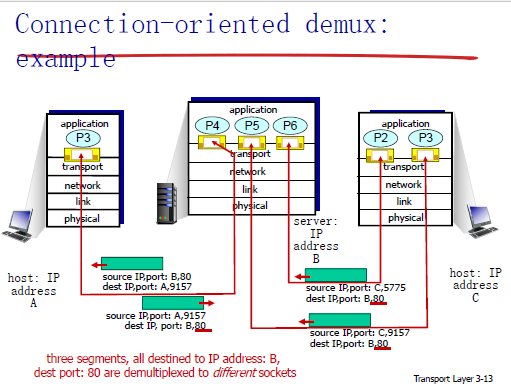 Connection-oriented demux:
example
application
P3
transport
network
link
physical
application
P4 P5 P6
transport
network
link
physical
application
P2 P3
transport
network
link
physical
host: IP
address
A
server:
IP
address
B
host: IP
address
C
source IP,port: B,80
dest IP,port: A,9157
source IP,port: A,9157
dest IP, port: B,80
source IP,port: C,5775
dest IP,port: B,80
source IP,port: C,9157
dest IP,port: B,80
three segments, all destined to IP address: B,
dest port: 80 are demultiplexed to different sockets
Transport Layer 3-13